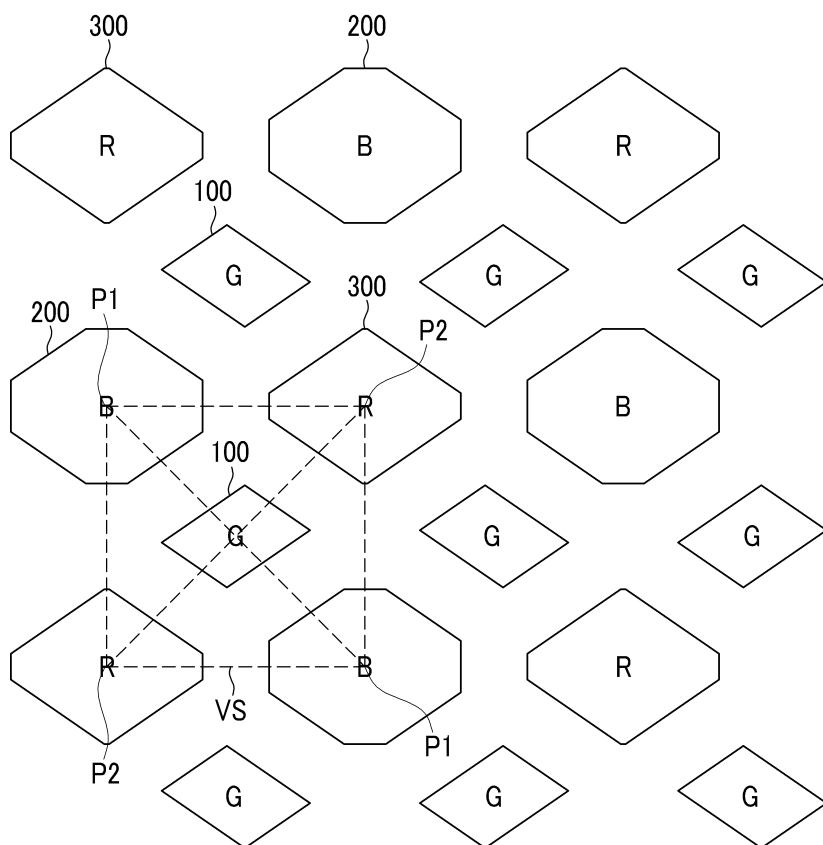 300 200
R B R
100
G G G
P1 300
200 P2
B R B
100
G G G
R B R
VS
P2 P1
G G G